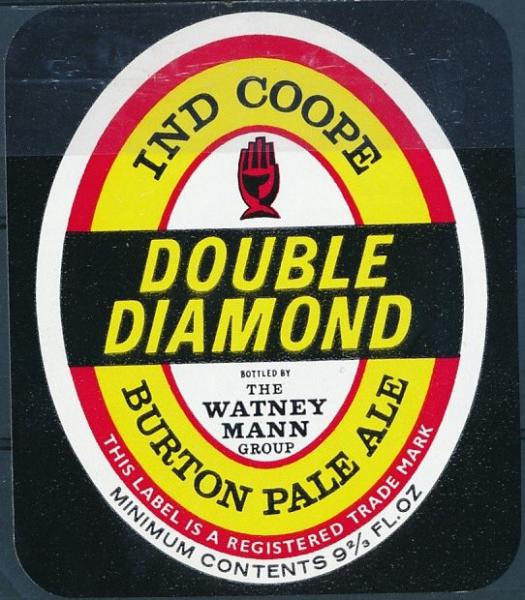 IND COOPE
DOUBLE
DIAMOND
BOTTLED BY
THE
WATNEY
MANN
GROUP
BURTON PALE ALE
THIS LABEL IS A REGISTERED TRADE MARK
MINIMUM CONTENTS 9⅔ FL.OZ